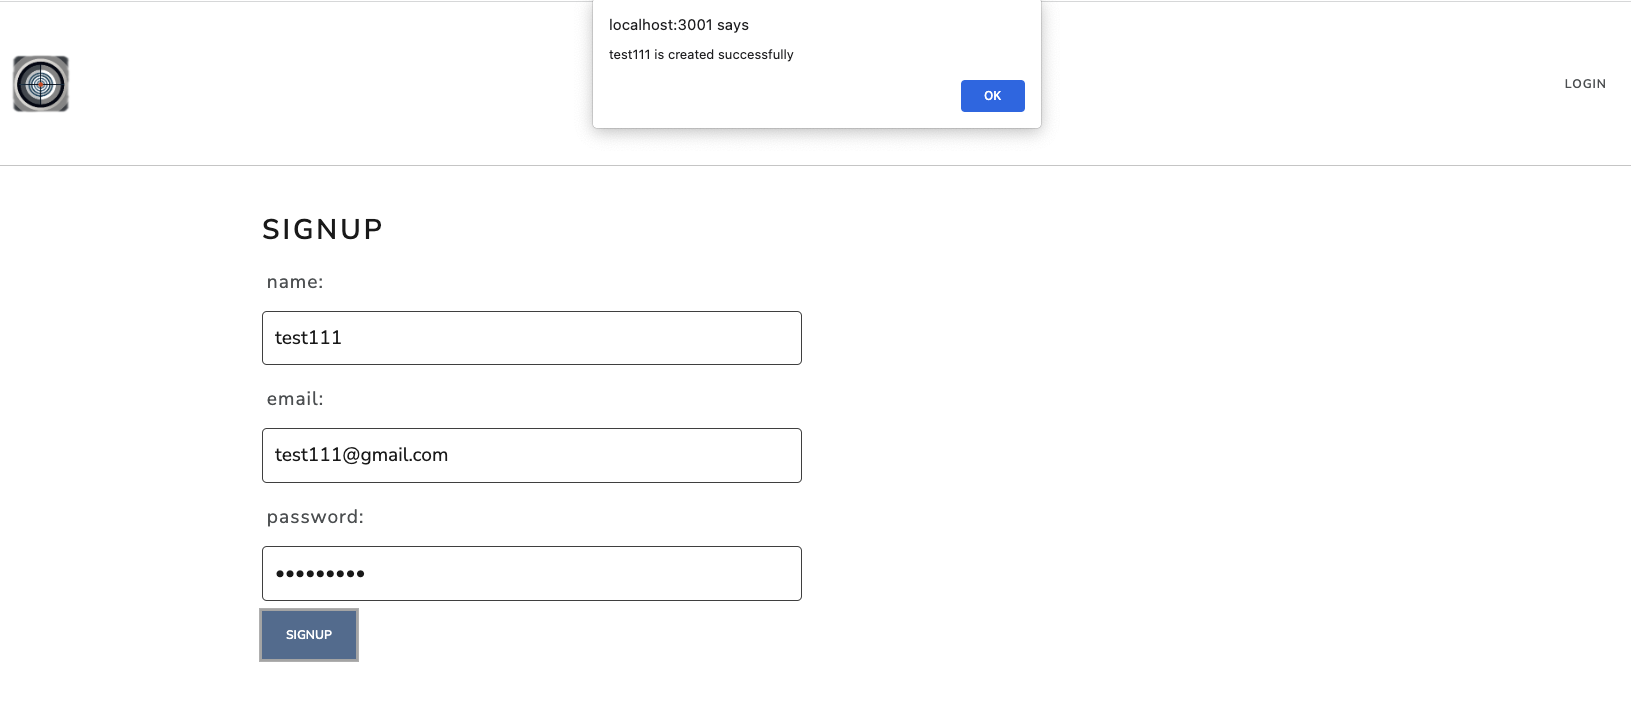 localhost:3001 says
test111 is created successfully
OK
LOGIN
SIGNUP
name:
test111
email:
test111@gmail.com
password:
•••••••••
SIGNUP